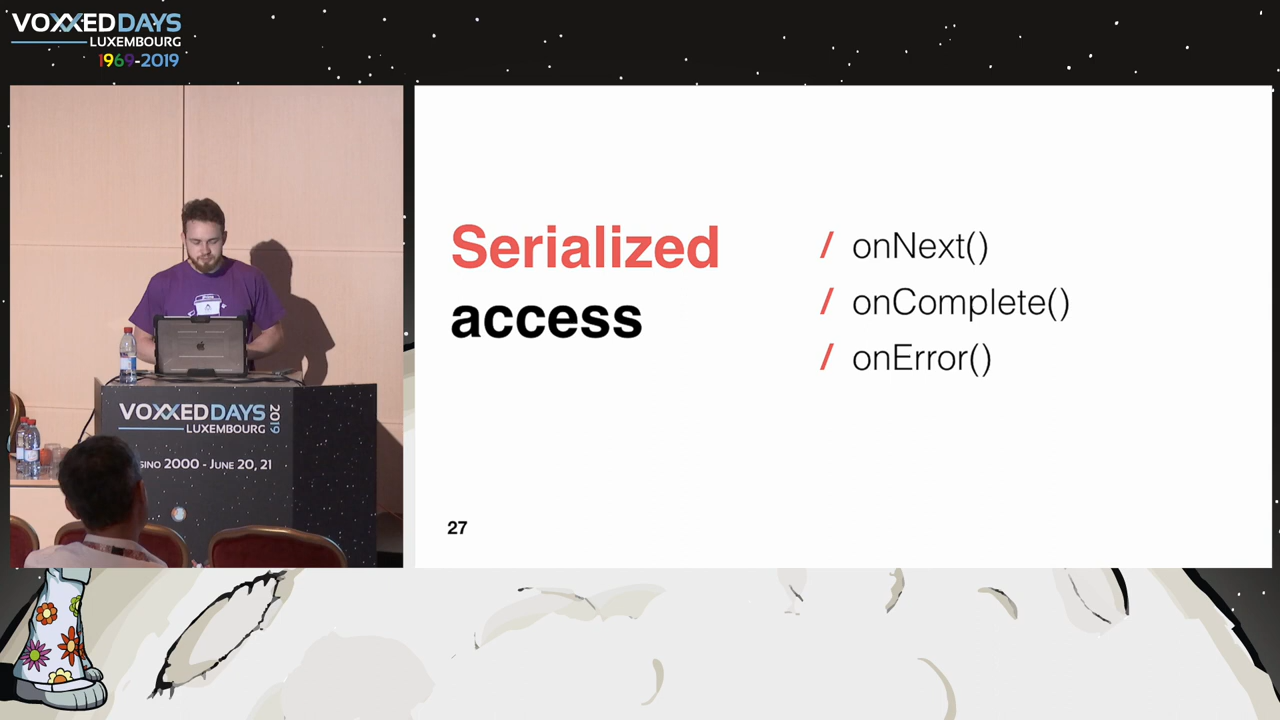 VOXXED DAYS
LUXEMBOURG
1969-2019
Serialized
access
/ onNext()
/ onComplete()
/ onError()
27
VOXXED DAYS 2019
LUXEMBOURG
SINO 2000 - JUNE 20, 21